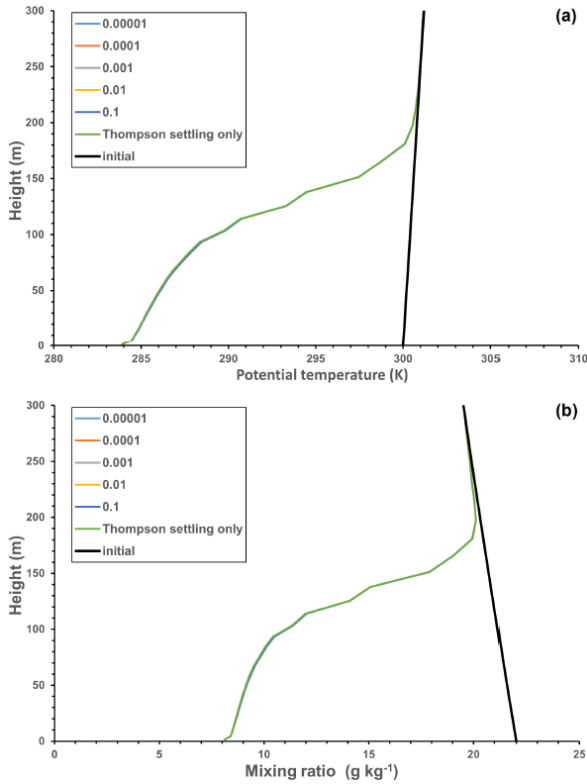 (a)
300
0.00001
0.0001
250
0.001
0.01
200
0.1
Thompson settling only
initial
150
100
50
0
Height (m)
280 285 290 295 300 305 310
Potential temperature (K)
(b)
300
0.00001
0.0001
250
0.001
0.01
200
0.1
Thompson settling only
initial
150
100
50
0
Height (m)
0 5 10 15 20 25
Mixing ratio (g kg⁻¹)